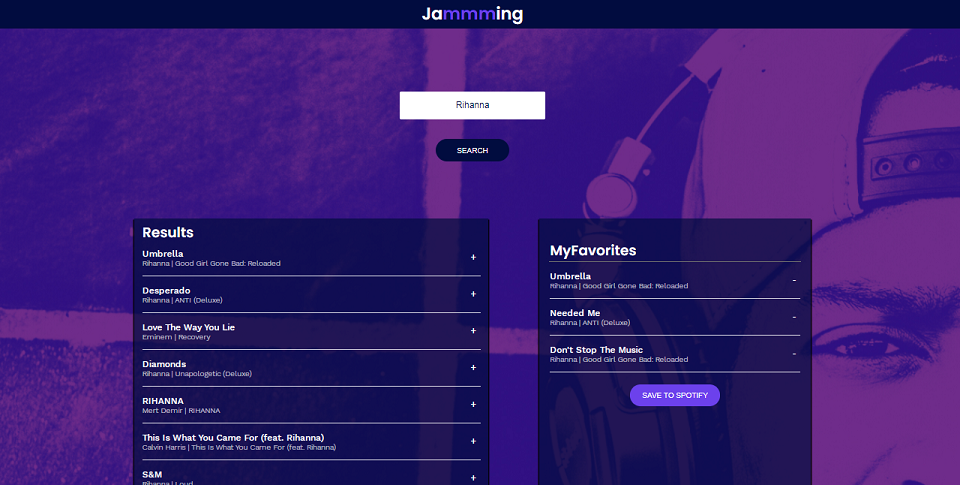 Jammming
Rihanna
SEARCH
Results
Umbrella
+
Rihanna | Good Girl Gone Bad: Reloaded
Desperado
+
Rihanna | ANTI (Deluxe)
Love The Way You Lie
+
Eminem | Recovery
Diamonds
+
Rihanna | Unapologetic (Deluxe)
RIHANNA
+
Mert Demir | RIHANNA
This Is What You Came For (feat. Rihanna)
+
Calvin Harris | This Is What You Came For (feat. Rihanna)
S&M
+
Rihanna | Loud
MyFavorites
Umbrella
-
Rihanna | Good Girl Gone Bad: Reloaded
Needed Me
-
Rihanna | ANTI (Deluxe)
Don't Stop The Music
-
Rihanna | Good Girl Gone Bad: Reloaded
SAVE TO SPOTIFY